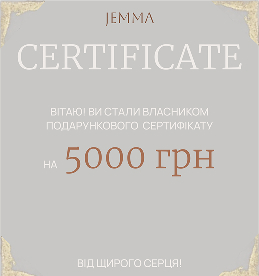 JEMMA
CERTIFICATE
ВІТАЮ! ВИ СТАЛИ ВЛАСНИКОМ
ПОДАРУНКОВОГО СЕРТИФІКАТУ
НА 5000 грн
ВІД ЩИРОГО СЕРЦЯ!